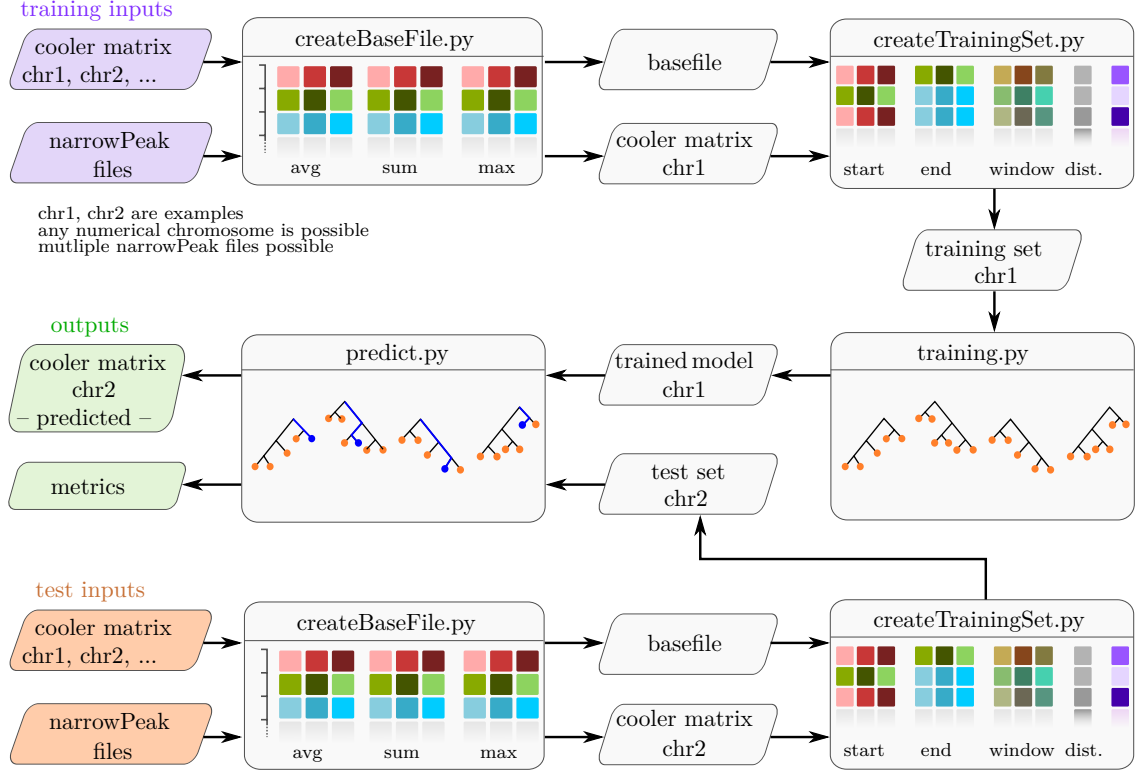 training inputs
cooler matrix
chr1, chr2, ...
narrowPeak
files
createBaseFile.py
avg sum max
basefile
cooler matrix
chr1
createTrainingSet.py
start end window dist.
chr1, chr2 are examples
any numerical chromosome is possible
mutliple narrowPeak files possible
training set
chr1
outputs
cooler matrix
chr2
– predicted –
metrics
predict.py
trained model
chr1
test set
chr2
training.py
test inputs
cooler matrix
chr1, chr2, ...
narrowPeak
files
createBaseFile.py
avg sum max
basefile
cooler matrix
chr2
createTrainingSet.py
start end window dist.